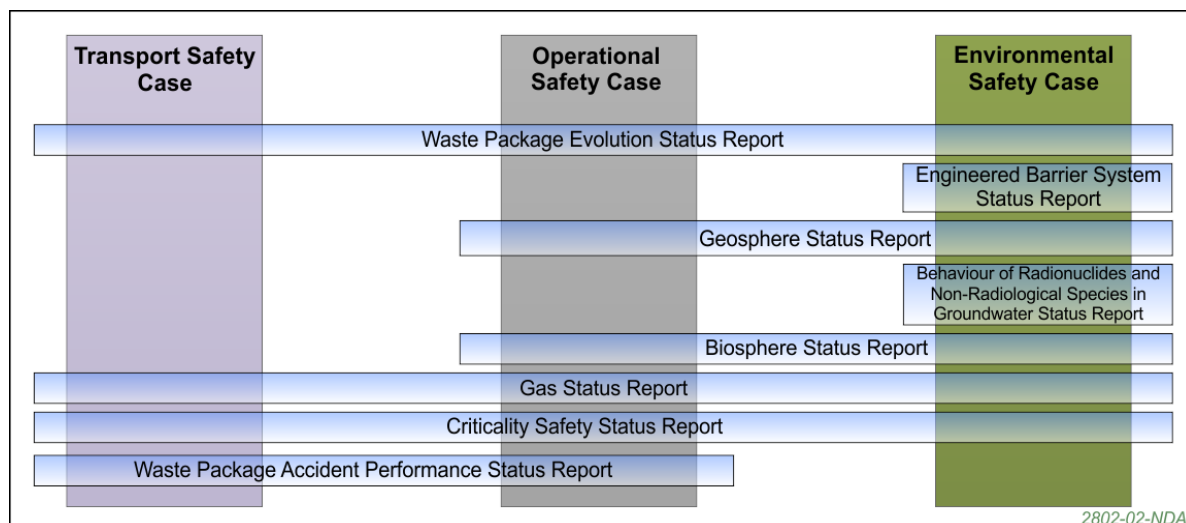 Transport Safety
Case
Operational
Safety Case
Environmental
Safety Case
Waste Package Evolution Status Report
Engineered Barrier System
Status Report
Geosphere Status Report
Behaviour of Radionuclides and
Non-Radiological Species in
Groundwater Status Report
Biosphere Status Report
Gas Status Report
Criticality Safety Status Report
Waste Package Accident Performance Status Report
2802-02-NDA